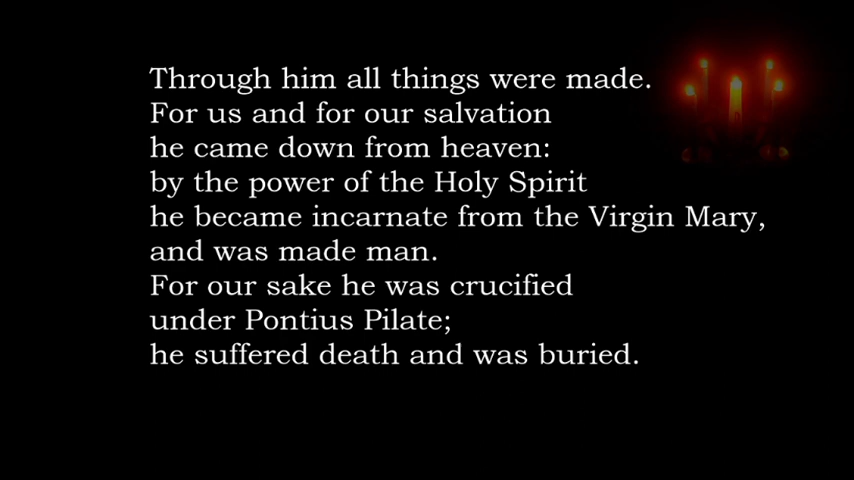 Through him all things were made.
For us and for our salvation
he came down from heaven:
by the power of the Holy Spirit
he became incarnate from the Virgin Mary,
and was made man.
For our sake he was crucified
under Pontius Pilate;
he suffered death and was buried.